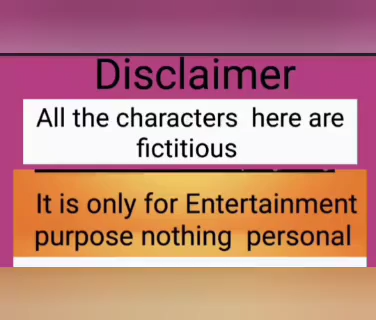 Disclaimer
All the characters here are
fictitious
It is only for Entertainment
purpose nothing personal